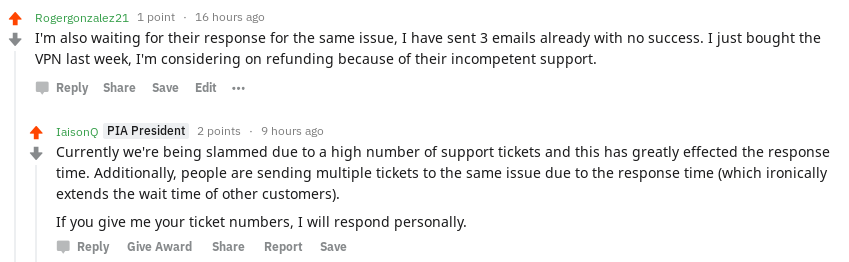 Rogergonzalez21 1 point · 16 hours ago
I'm also waiting for their response for the same issue, I have sent 3 emails already with no success. I just bought the
VPN last week, I'm considering on refunding because of their incompetent support.
Reply Share Save Edit •••
IaisonQ PIA President 2 points · 9 hours ago
Currently we're being slammed due to a high number of support tickets and this has greatly effected the response
time. Additionally, people are sending multiple tickets to the same issue due to the response time (which ironically
extends the wait time of other customers).
If you give me your ticket numbers, I will respond personally.
Reply Give Award Share Report Save